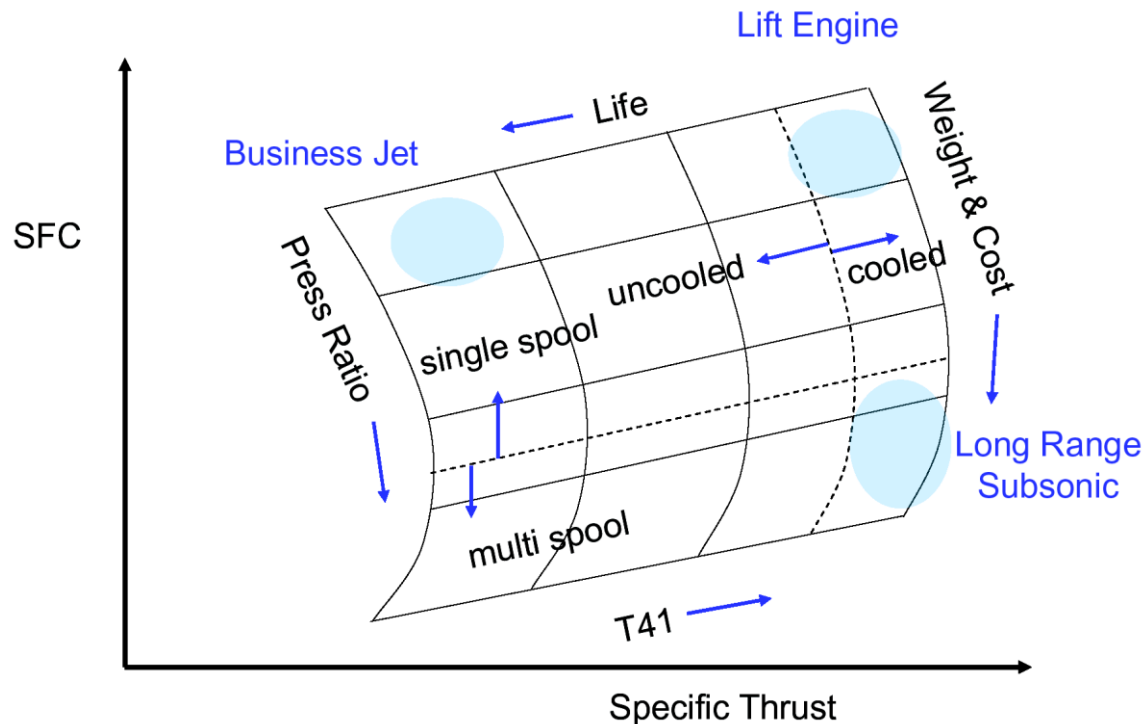 Lift Engine
Life
Business Jet
Weight & Cost
SFC
Press Ratio
uncooled
cooled
single spool
Long Range
Subsonic
multi spool
T41
Specific Thrust